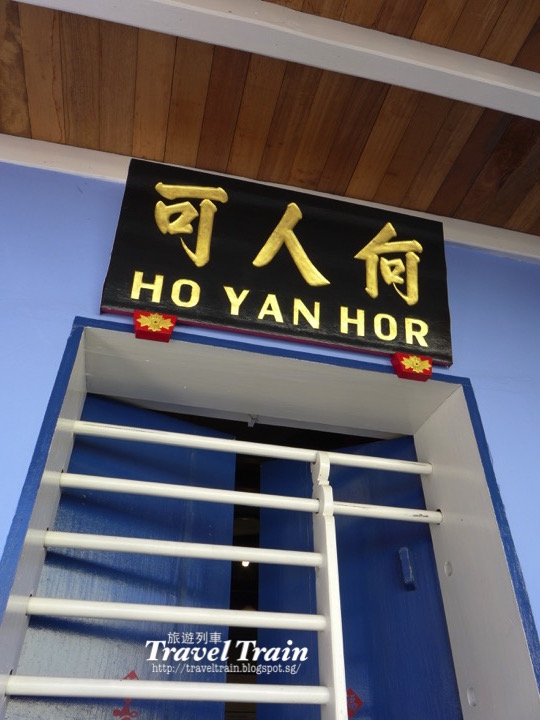 何人可
HO YAN HOR
旅遊列車
Travel Train
http://traveltrain.blogspot.sg/